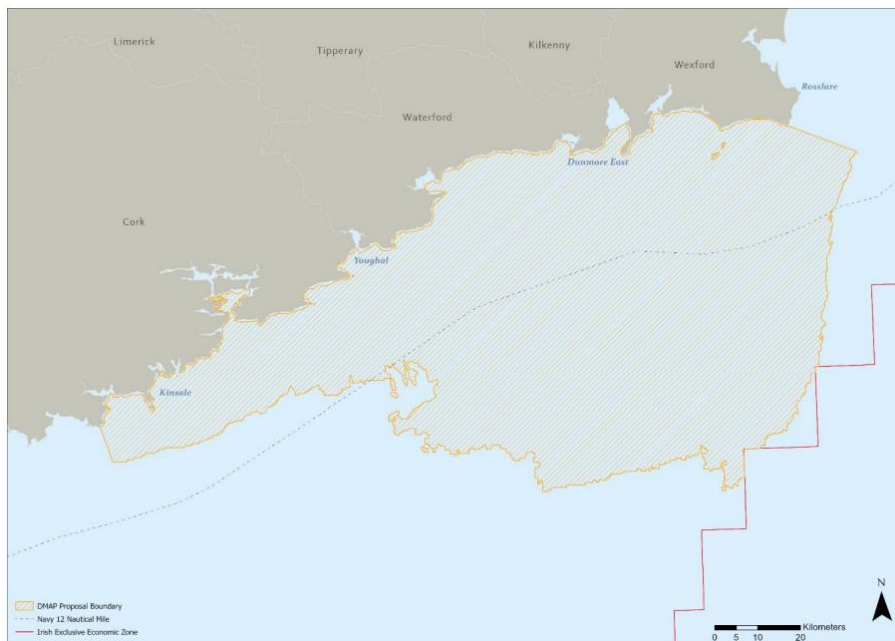 Limerick
Tipperary
Kilkenny
Wexford
Rosslare
Waterford
Dunmore East
Cork
Youghal
Kinsale
DMAP Proposal Boundary
Navy 12 Nautical Mile
Irish Exclusive Economic Zone
N
Kilometers
0 5 10 20